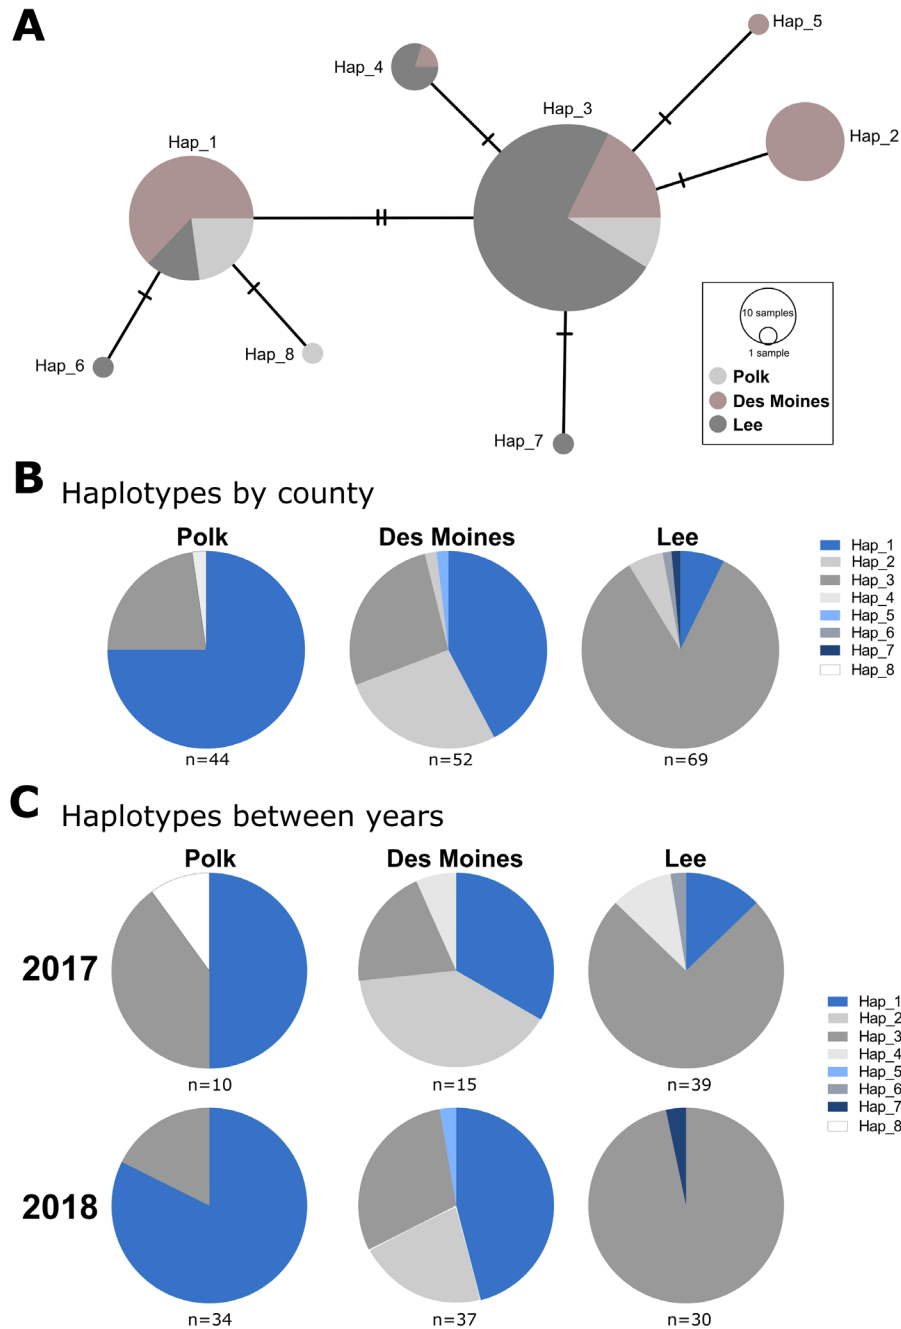 A
Hap_5
Hap_4
Hap_3
Hap_2
Hap_1
10 samples
1 sample
Polk
Des Moines
Lee
Hap_6
Hap_8
Hap_7
B
Haplotypes by county
Polk
Des Moines
Lee
Hap_1
Hap_2
Hap_3
Hap_4
Hap_5
Hap_6
Hap_7
Hap_8
n=44
n=52
n=69
C
Haplotypes between years
Polk
Des Moines
Lee
2017
n=10
n=15
n=39
Hap_1
Hap_2
Hap_3
Hap_4
Hap_5
Hap_6
Hap_7
Hap_8
2018
n=34
n=37
n=30